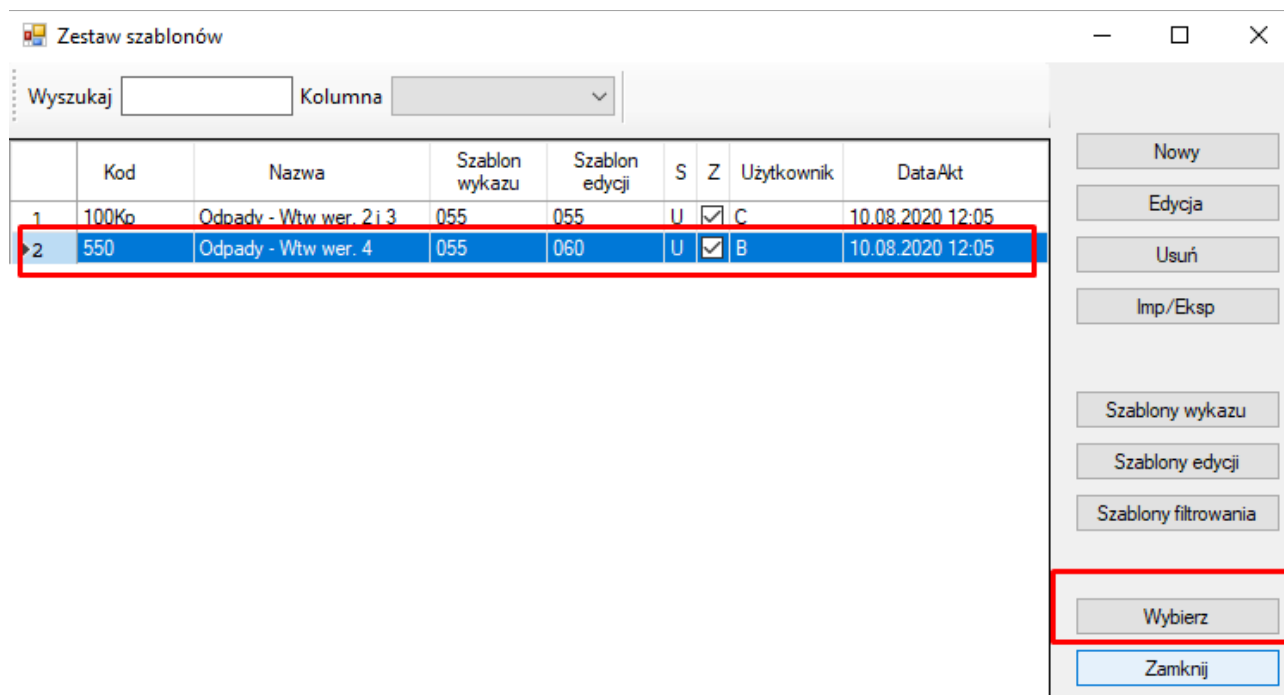 Zestaw szablonów
Wyszukaj Kolumna
Kod Nazwa Szablon wykazu Szablon edycji S Z Użytkownik DataAkt
1 100Kp Odpady - Wtw wer. 2 i 3 055 055 U C 10.08.2020 12:05
2 550 Odpady - Wtw wer. 4 055 060 U B 10.08.2020 12:05
Nowy
Edycja
Usuń
Imp/Eksp
Szablony wykazu
Szablony edycji
Szablony filtrowania
Wybierz
Zamknij